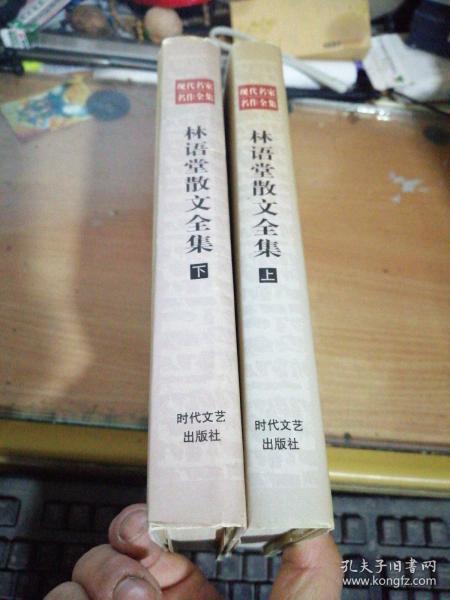 现代名家
名作全集
林语堂散文全集
下
时代文艺
出版社
现代名家
名作全集
林语堂散文全集
上
时代文艺
出版社
孔夫子旧书网
www.kongfz.com